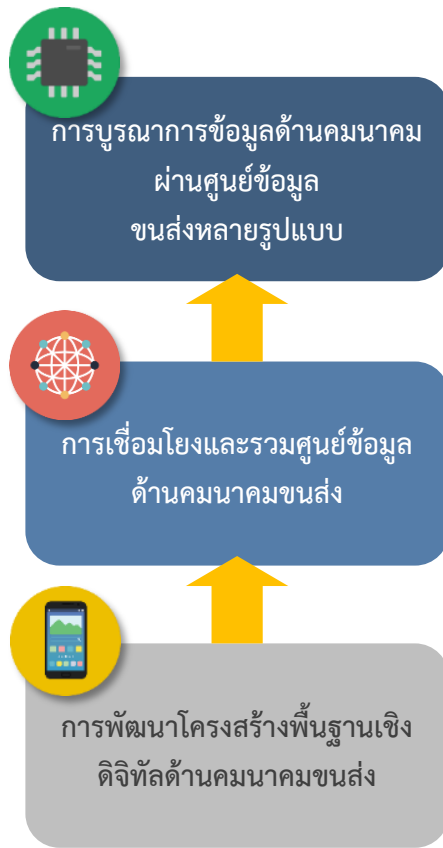 การบูรณาการข้อมูลด้านคมนาคม
ผ่านศูนย์ข้อมูล
ขนส่งหลายรูปแบบ
การเชื่อมโยงและรวมศูนย์ข้อมูล
ด้านคมนาคมขนส่ง
การพัฒนาโครงสร้างพื้นฐานเชิง
ดิจิทัลด้านคมนาคมขนส่ง